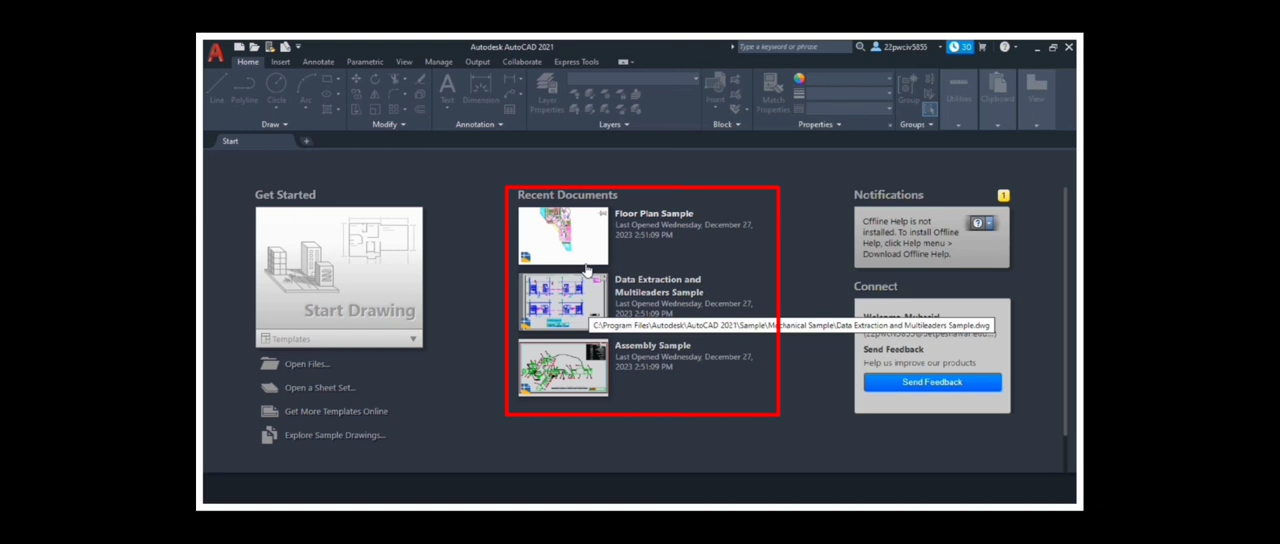 Autodesk AutoCAD 2021
Type a keyword or phrase
22pwciv5855
30
Home Insert Annotate Parametric View Manage Output Collaborate Express Tools
Line Polyline Circle Arc
Text Dimension
Layer Properties
Insert
Match Properties
Group
Utilities
Clipboard
View
Draw Modify Annotation Layers Block Properties Groups
Start
Get Started
Start Drawing
Templates
Open Files...
Open a Sheet Set...
Get More Templates Online
Explore Sample Drawings...
Recent Documents
Floor Plan Sample
Last Opened Wednesday, December 27,
2023 2:51:09 PM
Data Extraction and
Multileaders Sample
Last Opened Wednesday, December 27,
C:\Program Files\Autodesk\AutoCAD 2021\Sample\Mechanical Sample\Data Extraction and Multileaders Sample.dwg
Assembly Sample
Last Opened Wednesday, December 27,
2023 2:51:09 PM
Notifications
1
Offline Help is not
installed. To install Offline
Help, click Help menu >
Download Offline Help.
Connect
Send Feedback
Help us improve our products
Send Feedback